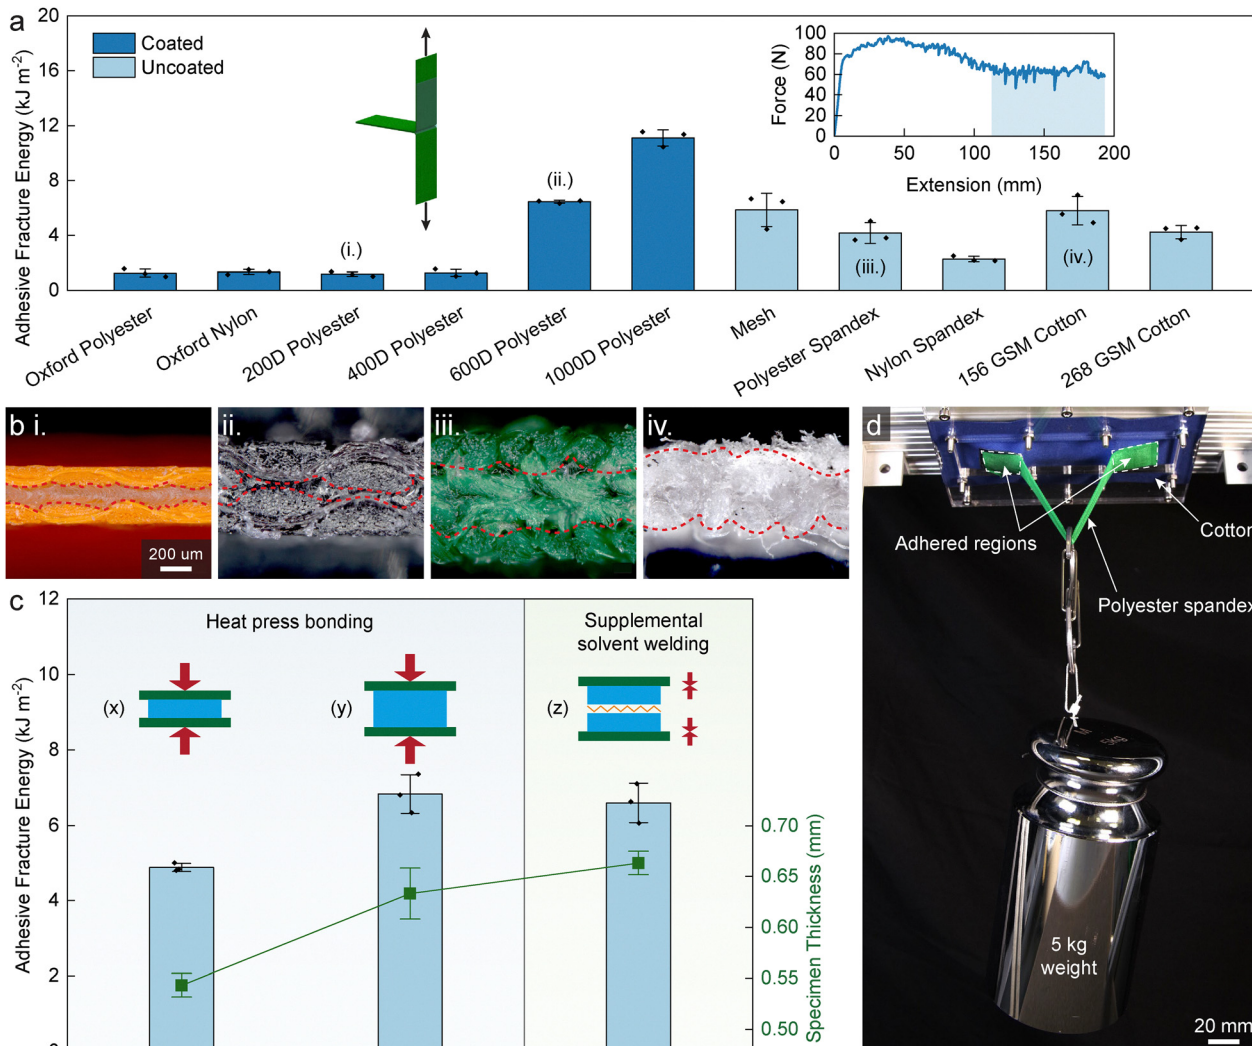 a
Adhesive Fracture Energy (kJ m⁻²)
20
16
12
8
4
0
Coated
Uncoated
(i.)
(ii.)
(iii.)
(iv.)
Oxford Polyester
Oxford Nylon
200D Polyester
400D Polyester
600D Polyester
1000D Polyester
Mesh
Polyester Spandex
Nylon Spandex
156 GSM Cotton
268 GSM Cotton
Force (N)
100
80
60
40
20
0
0
50
100
150
200
Extension (mm)
b i.
200 um
ii.
iii.
iv.
c
Adhesive Fracture Energy (kJ m⁻²)
12
10
8
6
4
2
Heat press bonding
Supplemental
solvent welding
(x)
(y)
(z)
0.70
0.65
0.60
0.55
0.50
Specimen Thickness (mm)
d
Adhered regions
Cotton
Polyester spandex
5kg
5 kg
weight
20 mm